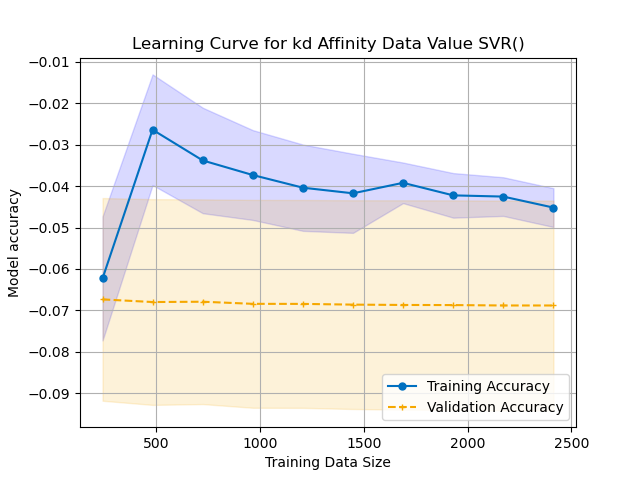 Learning Curve for kd Affinity Data Value SVR()
−0.01
−0.02
−0.03
−0.04
−0.05
−0.06
−0.07
−0.08
−0.09
Model accuracy
Training Accuracy
Validation Accuracy
500
1000
1500
2000
2500
Training Data Size